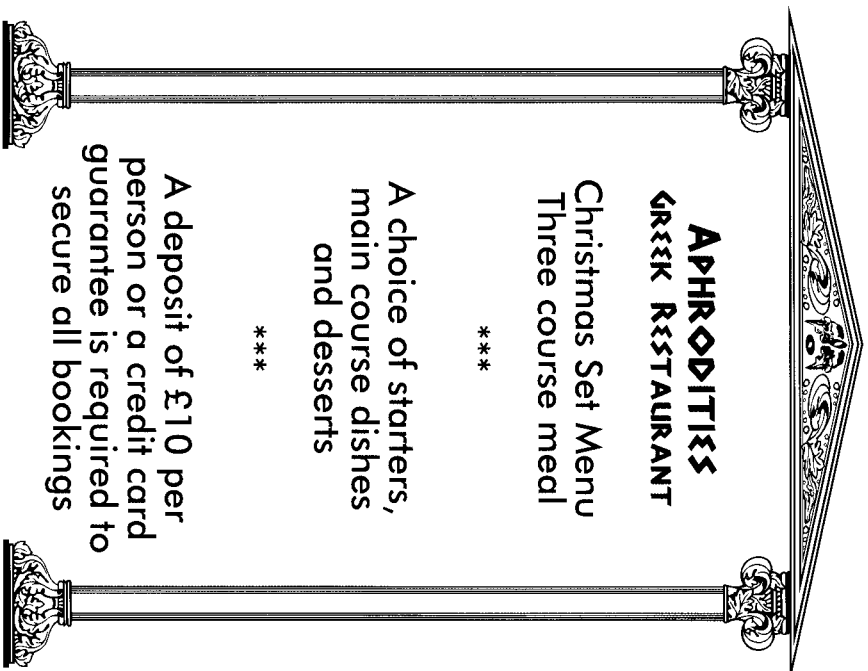 APHRODITIES
GREEK RESTAURANT
Christmas Set Menu
Three course meal
***
A choice of starters,
main course dishes
and desserts
***
A deposit of £10 per
person or a credit card
guarantee is required to
secure all bookings